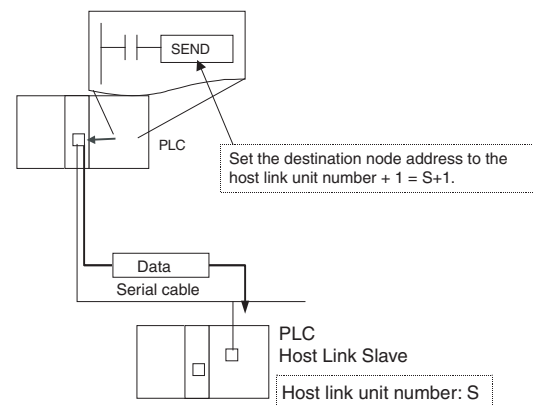 SEND
PLC
Set the destination node address to the
host link unit number + 1 = S+1.
Data
Serial cable
PLC
Host Link Slave
Host link unit number: S